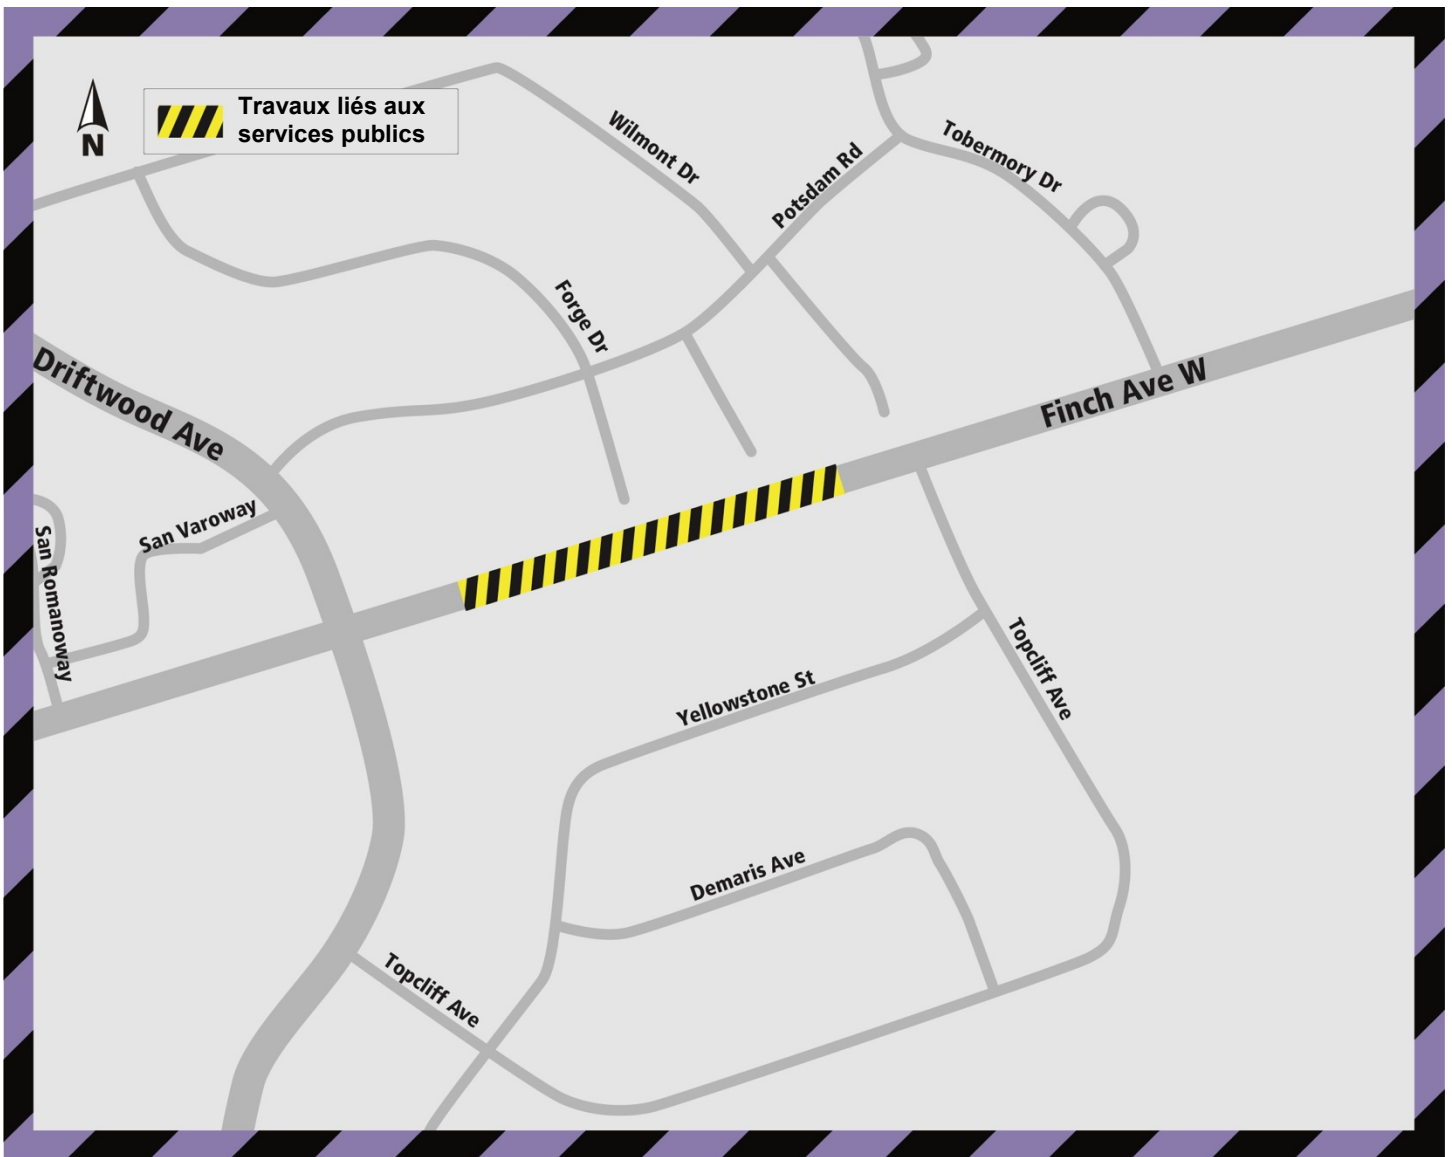 N
Travaux liés aux
services publics
Wilmont Dr
Potsdam Rd
Tobermory Dr
Forge Dr
Driftwood Ave
Finch Ave W
San Varoway
San Romanoway
Topcliff Ave
Yellowstone St
Demaris Ave
Topcliff Ave